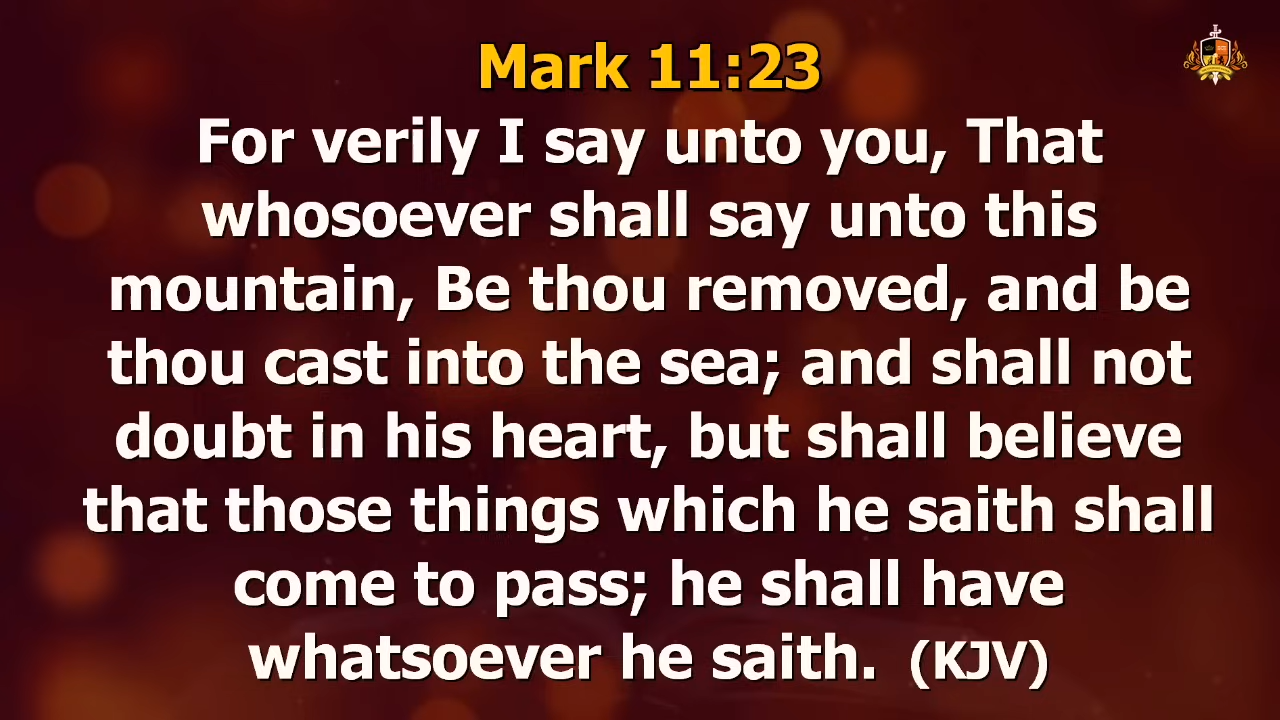 Mark 11:23
For verily I say unto you, That
whosoever shall say unto this
mountain, Be thou removed, and be
thou cast into the sea; and shall not
doubt in his heart, but shall believe
that those things which he saith shall
come to pass; he shall have
whatsoever he saith. (KJV)